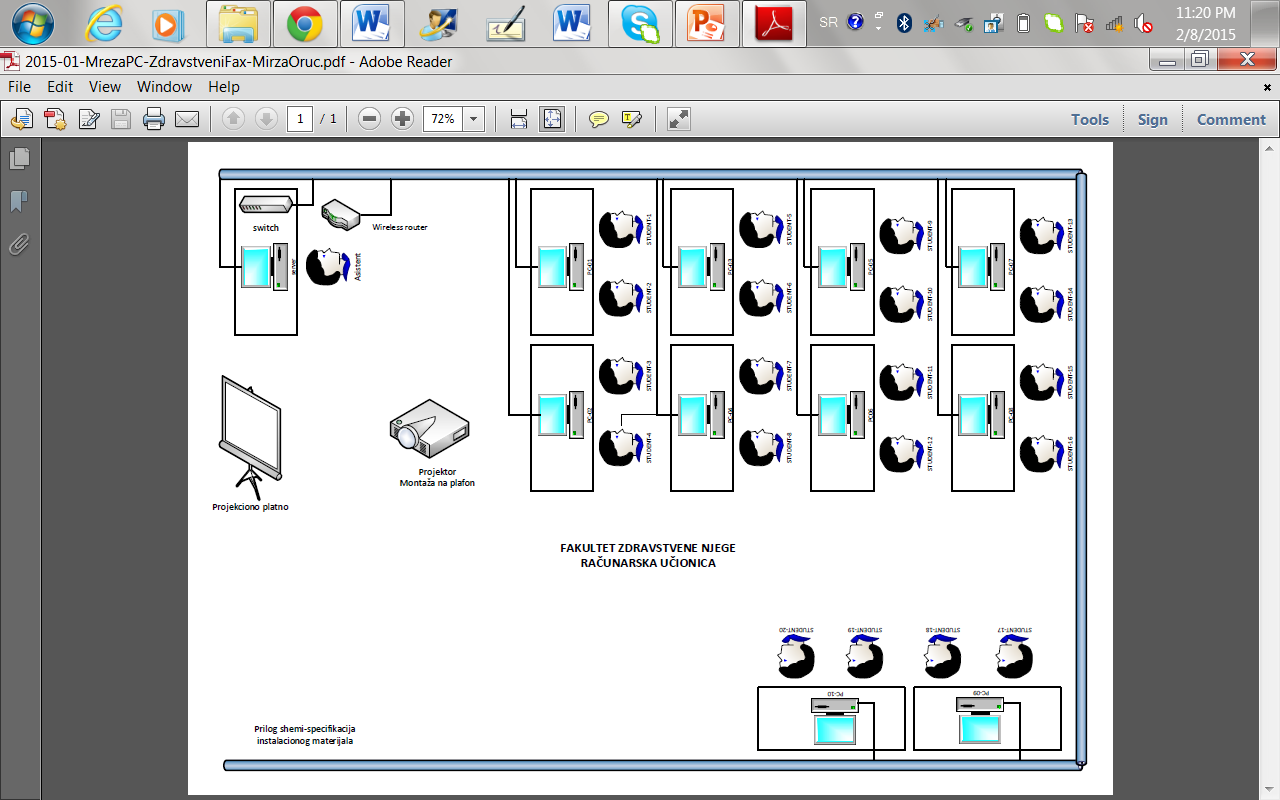 SR
11:20 PM
2/8/2015
2015-01-MrezaPC-ZdravstveniFax-MirzaOruc.pdf - Adobe Reader
File Edit View Window Help
1 / 1 72% Tools Sign Comment
switch
Wireless router
server
Asistent
PC-01
STUDENT-1
STUDENT-2
PC-03
STUDENT-5
STUDENT-6
PC-05
STUDENT-9
STUDENT-10
PC-07
STUDENT-13
STUDENT-14
PC-02
STUDENT-3
STUDENT-4
PC-04
STUDENT-7
STUDENT-8
PC06
STUDENT-11
STUDENT-12
PC-08
STUDENT-15
STUDENT-16
Projekciono platno
Projektor
Montaža na plafon
FAKULTET ZDRAVSTVENE NJEGE
RAČUNARSKA UČIONICA
STUDENT-20
STUDENT-19
STUDENT-18
STUDENT-17
PC-10
PC-09
Prilog shemi-specifikacija
instalacionog materijala